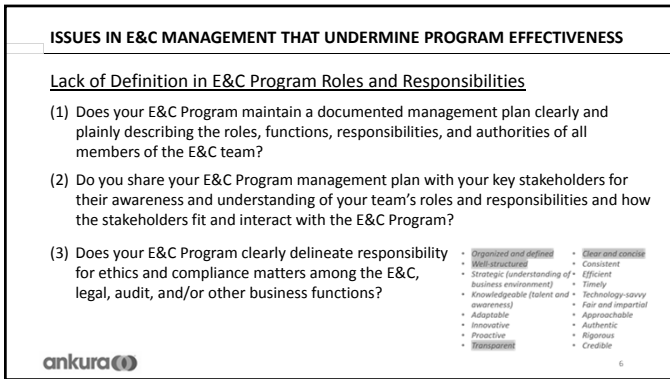 ISSUES IN E&C MANAGEMENT THAT UNDERMINE PROGRAM EFFECTIVENESS
Lack of Definition in E&C Program Roles and Responsibilities
(1) Does your E&C Program maintain a documented management plan clearly and
plainly describing the roles, functions, responsibilities, and authorities of all
members of the E&C team?
(2) Do you share your E&C Program management plan with your key stakeholders for
their awareness and understanding of your team's roles and responsibilities and how
the stakeholders fit and interact with the E&C Program?
(3) Does your E&C Program clearly delineate responsibility
for ethics and compliance matters among the E&C,
legal, audit, and/or other business functions?
• Organized and defined
• Well-structured
• Strategic (understanding of
business environment)
• Knowledgeable (talent and
awareness)
• Adaptable
• Innovative
• Proactive
• Transparent
• Clear and concise
• Consistent
• Efficient
• Timely
• Technology-savvy
• Fair and impartial
• Approachable
• Authentic
• Rigorous
• Credible
ankura
6